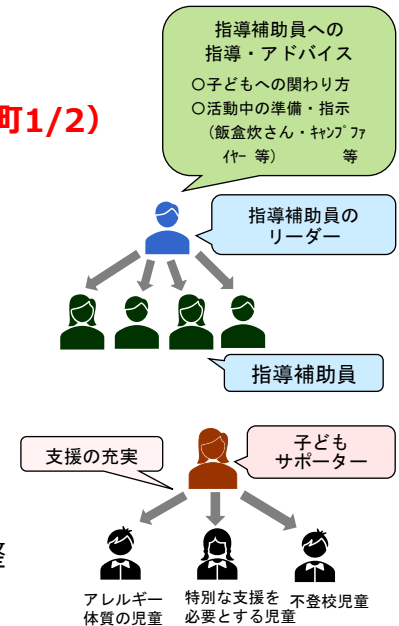 指導補助員への
指導・アドバイス
〇子どもへの関わり方
〇活動中の準備・指示
（飯盒炊さん・ｷｬﾝﾌﾟﾌｧ
ｲﾔｰ 等） 等
町1/2）
指導補助員の
リーダー
指導補助員
子ども
サポーター
支援の充実
アレルギー
体質の児童
特別な支援を
必要とする児童
不登校児童